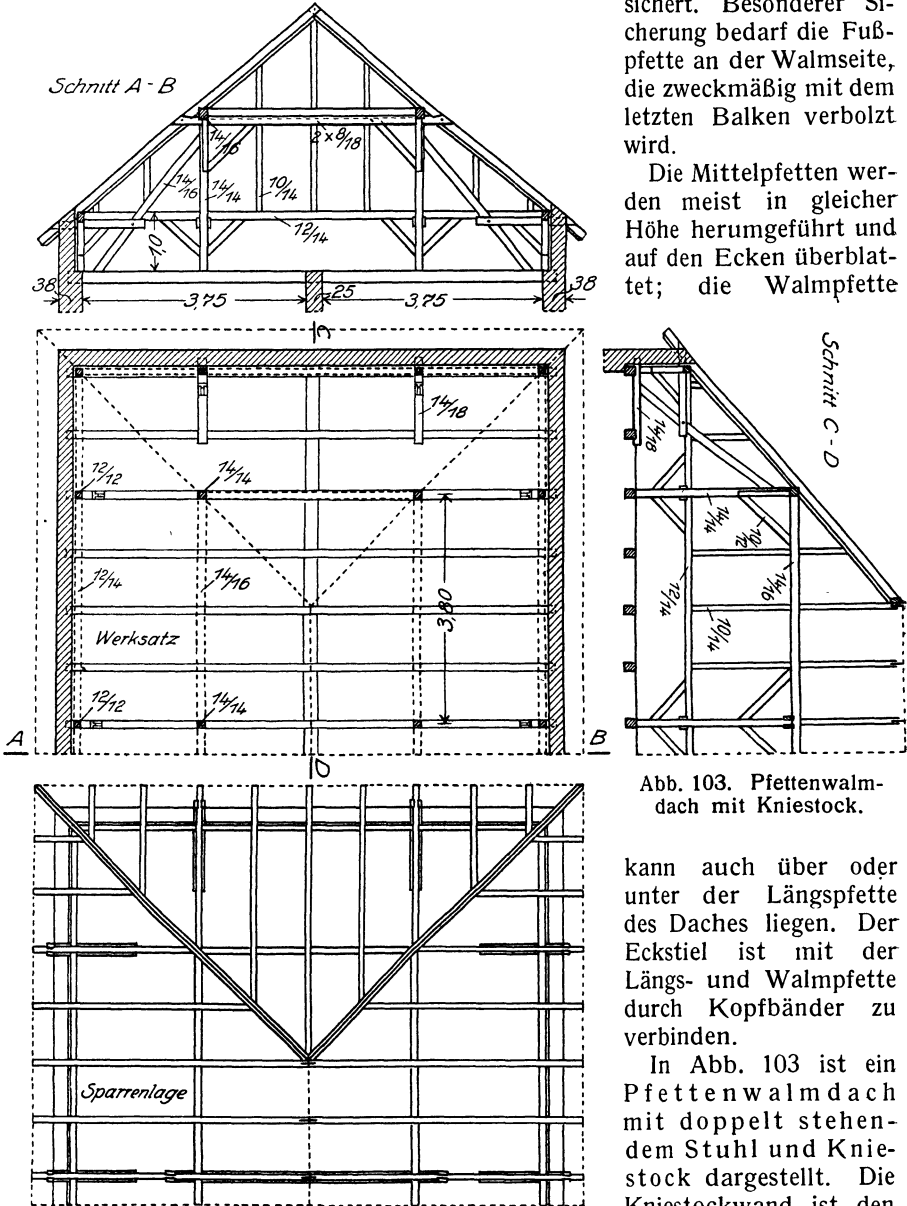 sichert. Besonderer Si-
cherung bedarf die Fuß-
pfette an der Walmseite,
die zweckmäßig mit dem
letzten Balken verbolzt
wird.
Die Mittelpfetten wer-
den meist in gleicher
Höhe herumgeführt und
auf den Ecken überblat-
tet; die Walmpfette
Schnitt A - B
14/16
2 x 8/18
14/16
14/14
10/14
12/14
1,0
38
3,75
25
3,75
38
C
14/18
12/12
14/14
12/14
14/16
3,80
Werksatz
12/12
14/14
A
B
D
Schnitt C - D
14/18
14/14
10/12
12/14
14/16
10/14
Abb. 103. Pfettenwalm-
dach mit Kniestock.
Sparrenlage
kann auch über oder
unter der Längspfette
des Daches liegen. Der
Eckstiel ist mit der
Längs- und Walmpfette
durch Kopfbänder zu
verbinden.
In Abb. 103 ist ein
Pfettenwalmdach
mit doppelt stehen-
dem Stuhl und Knie-
stock dargestellt. Die
Kniestockwand ist den